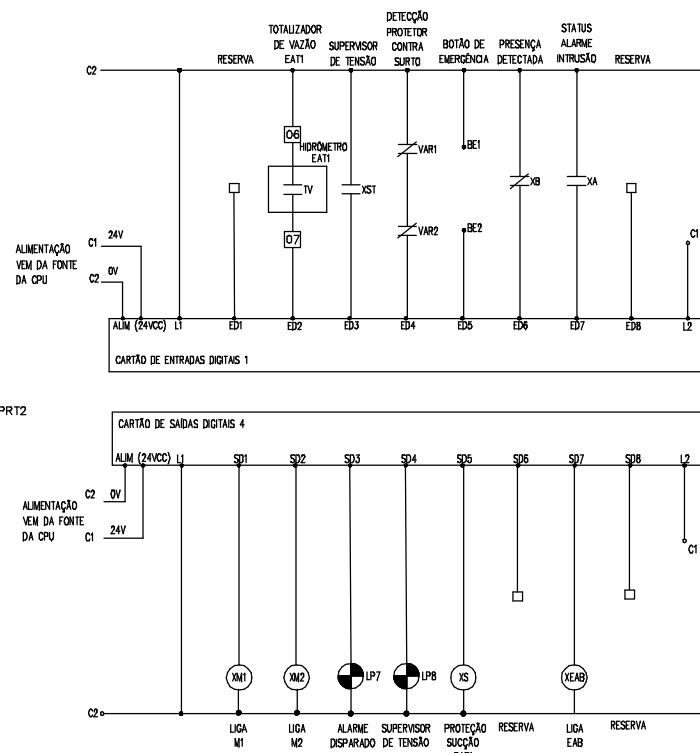 RESERVA
TOTALIZADOR
DE VAZÃO
EAT1
SUPERVISOR
DE TENSÃO
DETECÇÃO
PROTETOR
CONTRA
SURTO
BOTÃO DE
EMERGÊNCIA
PRESENÇA
DETECTADA
STATUS
ALARME
INTRUSÃO
RESERVA
C2
06
HIDRÔMETRO
EAT1
TV
07
XST
VAR1
VAR2
BE1
BE2
XB
XA
C1
ALIMENTAÇÃO
VEM DA FONTE
DA CPU
C1 24V
C2 0V
ALIM (24VCC) L1 ED1 ED2 ED3 ED4 ED5 ED6 ED7 ED8 L2
CARTÃO DE ENTRADAS DIGITAIS 1
PRT2
CARTÃO DE SAÍDAS DIGITAIS 4
ALIM (24VCC) L1 SD1 SD2 SD3 SD4 SD5 SD6 SD7 SD8 L2
ALIMENTAÇÃO
VEM DA FONTE
DA CPU
C2 0V
C1 24V
C1
XM1 XM2 LP7 LP8 XS XEAB
C2
LIGA
M1
LIGA
M2
ALARME
DISPARADO
SUPERVISOR
DE TENSÃO
PROTEÇÃO
SUCÇÃO
RESERVA
LIGA
EAB
RESERVA